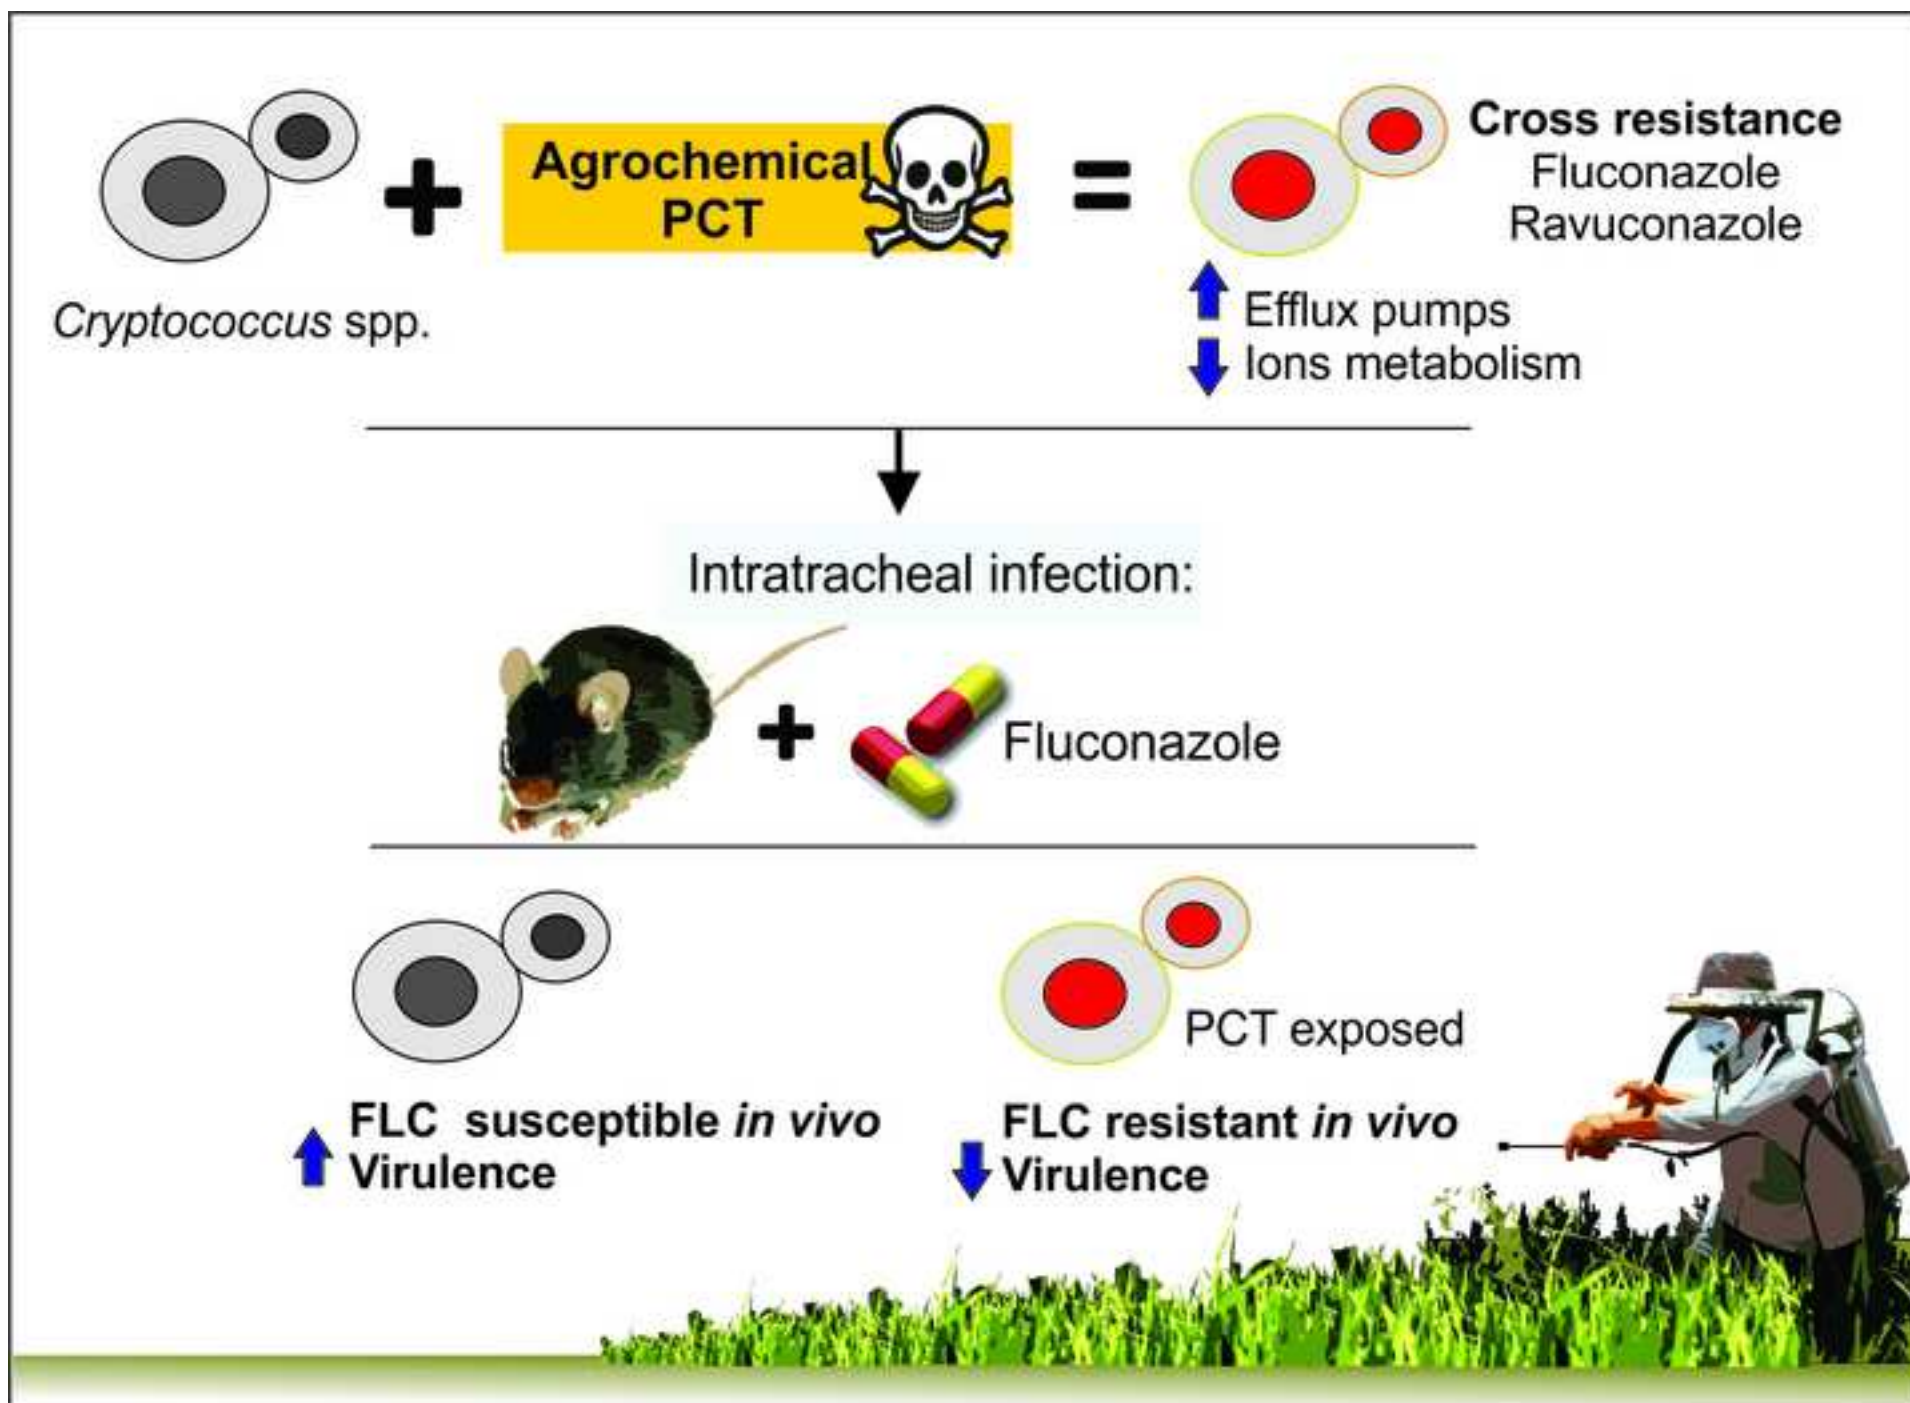 Agrochemical
PCT
Cross resistance
Fluconazole
Ravuconazole
Cryptococcus spp.
Efflux pumps
Ions metabolism
Intratracheal infection:
Fluconazole
PCT exposed
FLC susceptible in vivo
Virulence
FLC resistant in vivo
Virulence